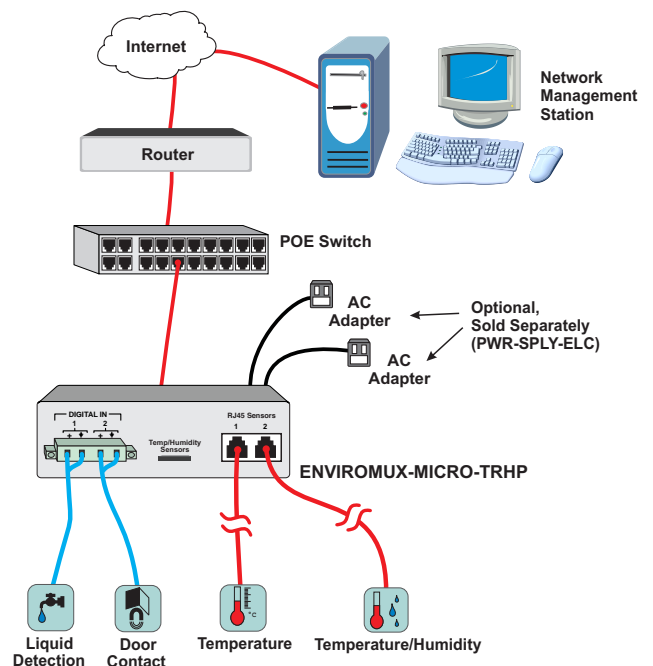 Internet
Network
Management
Station
Router
POE Switch
AC
Adapter
Optional,
Sold Separately
(PWR-SPLY-ELC)
AC
Adapter
DIGITAL IN
1 2
+ +
RJ45 Sensors
1 2
Temp/Humidity
Sensors
ENVIROMUX-MICRO-TRHP
°C
Liquid
Detection
Door
Contact
Temperature
Temperature/Humidity